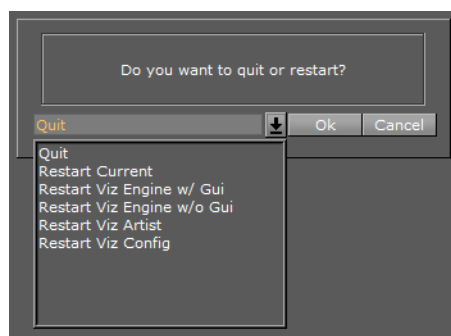 Do you want to quit or restart?
Quit Ok Cancel
Quit
Restart Current
Restart Viz Engine w/ Gui
Restart Viz Engine w/o Gui
Restart Viz Artist
Restart Viz Config